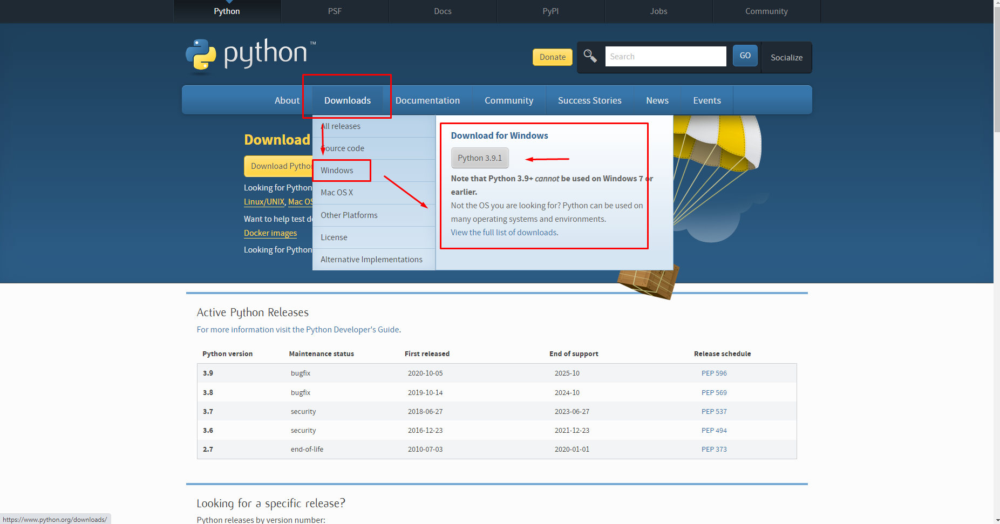 Python
PSF
Docs
PyPI
Jobs
Community
python™
Donate
Search
GO
Socialize
About
Downloads
Documentation
Community
Success Stories
News
Events
All releases
Source code
Windows
Mac OS X
Other Platforms
License
Alternative Implementations
Download for Windows
Python 3.9.1
Note that Python 3.9+ cannot be used on Windows 7 or
earlier.
Not the OS you are looking for? Python can be used on
many operating systems and environments.
View the full list of downloads.
Download
Download Python
Looking for Python
Linux/UNIX, Mac OS
Want to help test
Docker images
Looking for Python
Active Python Releases
For more information visit the Python Developer's Guide.
Python version Maintenance status First released End of support Release schedule
3.9 bugfix 2020-10-05 2025-10 PEP 596
3.8 bugfix 2019-10-14 2024-10 PEP 569
3.7 security 2018-06-27 2023-06-27 PEP 537
3.6 security 2016-12-23 2021-12-23 PEP 494
2.7 end-of-life 2010-07-03 2020-01-01 PEP 373
Looking for a specific release?
Python releases by version number:
https://www.python.org/downloads/